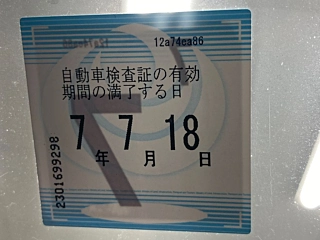 12a74ea86
自動車検査証の有効
期間の満了する日
7 7 18
年 月 日
2301699298